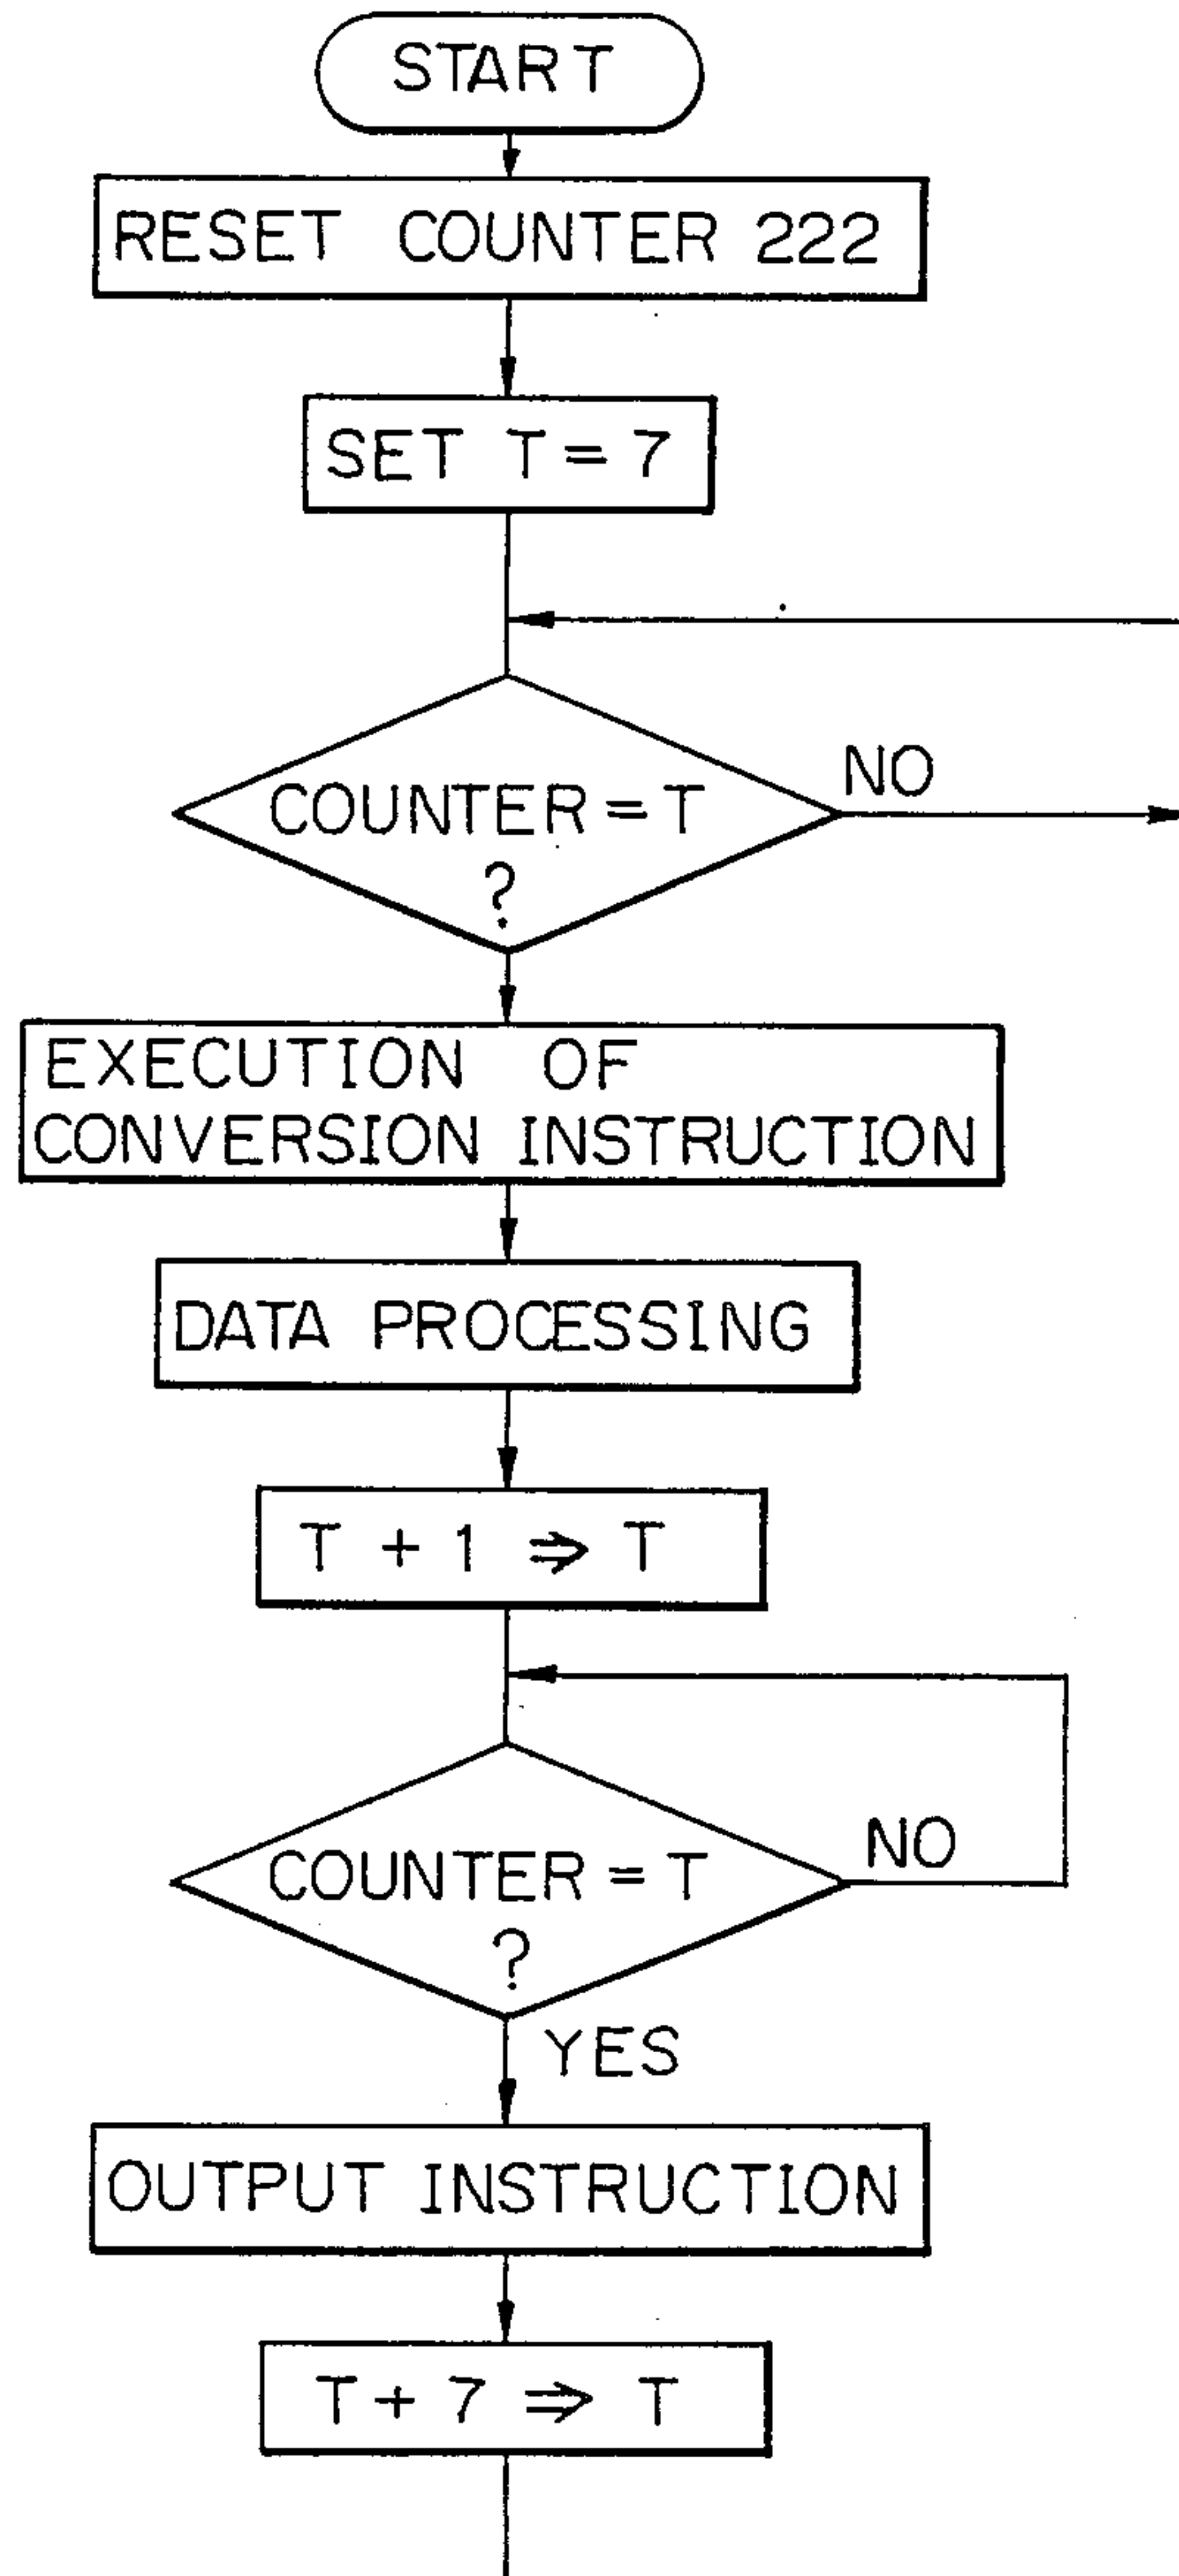 START
RESET COUNTER 222
SET T = 7
COUNTER = T
?
NO
EXECUTION OF
CONVERSION INSTRUCTION
DATA PROCESSING
T + 1 ⇒ T
COUNTER = T
?
NO
YES
OUTPUT INSTRUCTION
T + 7 ⇒ T